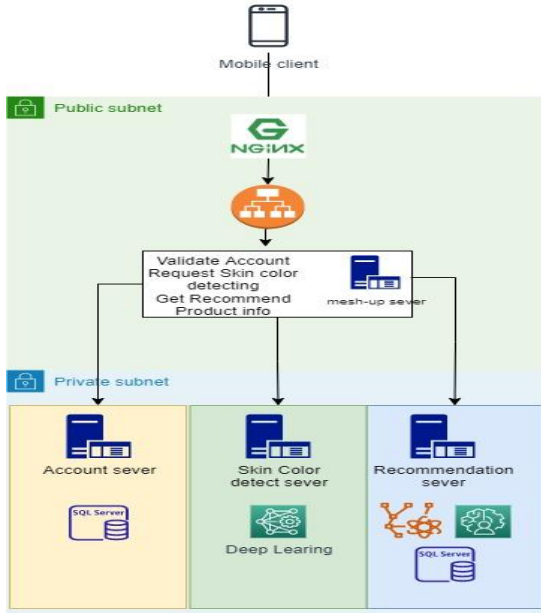 Mobile client
Public subnet
NGINX
Validate Account
Request Skin color
detecting
Get Recommend
Product info
mesh-up sever
Private subnet
Account sever
Skin Color
detect sever
Recommendation
sever
SQL Server
Deep Learing
SQL Server